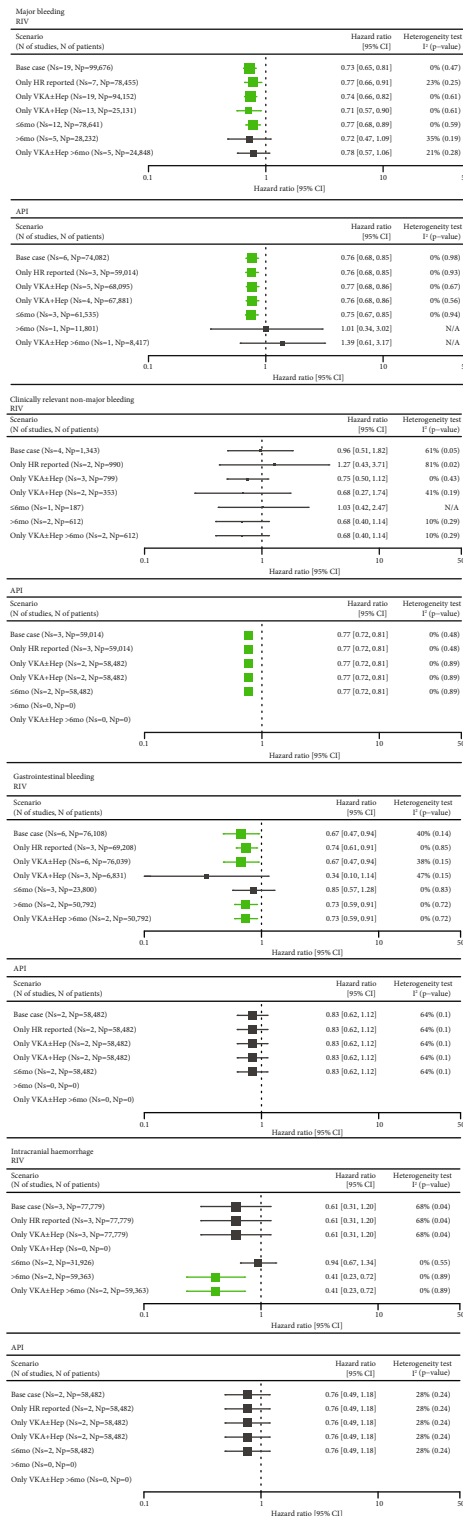 Major bleeding
RIV
Scenario Hazard ratio Heterogeneity test
(N of studies, N of patients) [95% CI] I² (p−value)
Base case (Ns=19, Np=99,676) 0.73 [0.65, 0.81] 0% (0.47)
Only HR reported (Ns=7, Np=78,455) 0.77 [0.66, 0.91] 23% (0.25)
Only VKA±Hep (Ns=19, Np=94,152) 0.74 [0.66, 0.82] 0% (0.61)
Only VKA+Hep (Ns=13, Np=25,131) 0.71 [0.57, 0.90] 0% (0.61)
≤6mo (Ns=12, Np=78,641) 0.77 [0.68, 0.89] 0% (0.59)
>6mo (Ns=5, Np=28,232) 0.72 [0.47, 1.09] 35% (0.19)
Only VKA±Hep >6mo (Ns=5, Np=24,848) 0.78 [0.57, 1.06] 21% (0.28)
0.1 1 10 5
Hazard ratio [95% CI]
API
Scenario Hazard ratio Heterogeneity test
(N of studies, N of patients) [95% CI] I² (p−value)
Base case (Ns=6, Np=74,082) 0.76 [0.68, 0.85] 0% (0.98)
Only HR reported (Ns=3, Np=59,014) 0.76 [0.68, 0.85] 0% (0.93)
Only VKA±Hep (Ns=5, Np=68,095) 0.77 [0.68, 0.86] 0% (0.67)
Only VKA+Hep (Ns=4, Np=67,881) 0.76 [0.68, 0.86] 0% (0.56)
≤6mo (Ns=3, Np=61,535) 0.75 [0.67, 0.85] 0% (0.94)
>6mo (Ns=1, Np=11,801) 1.01 [0.34, 3.02] N/A
Only VKA±Hep >6mo (Ns=1, Np=8,417) 1.39 [0.61, 3.17] N/A
0.1 1 10 5
Hazard ratio [95% CI]
Clinically relevant non-major bleeding
RIV
Scenario Hazard ratio Heterogeneity test
(N of studies, N of patients) [95% CI] I² (p−value)
Base case (Ns=4, Np=1,343) 0.96 [0.51, 1.82] 61% (0.05)
Only HR reported (Ns=2, Np=990) 1.27 [0.43, 3.71] 81% (0.02)
Only VKA±Hep (Ns=3, Np=799) 0.75 [0.50, 1.12] 0% (0.43)
Only VKA+Hep (Ns=2, Np=353) 0.68 [0.27, 1.74] 41% (0.19)
≤6mo (Ns=1, Np=187) 1.03 [0.42, 2.47] N/A
>6mo (Ns=2, Np=612) 0.68 [0.40, 1.14] 10% (0.29)
Only VKA±Hep >6mo (Ns=2, Np=612) 0.68 [0.40, 1.14] 10% (0.29)
0.1 1 10 50
Hazard ratio [95% CI]
API
Scenario Hazard ratio Heterogeneity test
(N of studies, N of patients) [95% CI] I² (p−value)
Base case (Ns=3, Np=59,014) 0.77 [0.72, 0.81] 0% (0.48)
Only HR reported (Ns=3, Np=59,014) 0.77 [0.72, 0.81] 0% (0.48)
Only VKA±Hep (Ns=2, Np=58,482) 0.77 [0.72, 0.81] 0% (0.89)
Only VKA+Hep (Ns=2, Np=58,482) 0.77 [0.72, 0.81] 0% (0.89)
≤6mo (Ns=2, Np=58,482) 0.77 [0.72, 0.81] 0% (0.89)
>6mo (Ns=0, Np=0)
Only VKA±Hep >6mo (Ns=0, Np=0)
0.1 1 10 50
Hazard ratio [95% CI]
Gastrointestinal bleeding
RIV
Scenario Hazard ratio Heterogeneity test
(N of studies, N of patients) [95% CI] I² (p−value)
Base case (Ns=6, Np=76,108) 0.67 [0.47, 0.94] 40% (0.14)
Only HR reported (Ns=3, Np=69,208) 0.74 [0.61, 0.91] 0% (0.85)
Only VKA±Hep (Ns=6, Np=76,039) 0.67 [0.47, 0.94] 38% (0.15)
Only VKA+Hep (Ns=3, Np=6,831) 0.34 [0.10, 1.14] 47% (0.15)
≤6mo (Ns=3, Np=23,800) 0.85 [0.57, 1.28] 0% (0.83)
>6mo (Ns=2, Np=50,792) 0.73 [0.59, 0.91] 0% (0.72)
Only VKA±Hep >6mo (Ns=2, Np=50,792) 0.73 [0.59, 0.91] 0% (0.72)
0.1 1 10 50
Hazard ratio [95% CI]
API
Scenario Hazard ratio Heterogeneity test
(N of studies, N of patients) [95% CI] I² (p−value)
Base case (Ns=2, Np=58,482) 0.83 [0.62, 1.12] 64% (0.1)
Only HR reported (Ns=2, Np=58,482) 0.83 [0.62, 1.12] 64% (0.1)
Only VKA±Hep (Ns=2, Np=58,482) 0.83 [0.62, 1.12] 64% (0.1)
Only VKA+Hep (Ns=2, Np=58,482) 0.83 [0.62, 1.12] 64% (0.1)
≤6mo (Ns=2, Np=58,482) 0.83 [0.62, 1.12] 64% (0.1)
>6mo (Ns=0, Np=0)
Only VKA±Hep >6mo (Ns=0, Np=0)
0.1 1 10 50
Hazard ratio [95% CI]
Intracranial haemorrhage
RIV
Scenario Hazard ratio Heterogeneity test
(N of studies, N of patients) [95% CI] I² (p−value)
Base case (Ns=3, Np=77,779) 0.61 [0.31, 1.20] 68% (0.04)
Only HR reported (Ns=3, Np=77,779) 0.61 [0.31, 1.20] 68% (0.04)
Only VKA±Hep (Ns=3, Np=77,779) 0.61 [0.31, 1.20] 68% (0.04)
Only VKA+Hep (Ns=0, Np=0)
≤6mo (Ns=2, Np=31,926) 0.94 [0.67, 1.34] 0% (0.55)
>6mo (Ns=2, Np=59,363) 0.41 [0.23, 0.72] 0% (0.89)
Only VKA±Hep >6mo (Ns=2, Np=59,363) 0.41 [0.23, 0.72] 0% (0.89)
0.1 1 10 50
Hazard ratio [95% CI]
API
Scenario Hazard ratio Heterogeneity test
(N of studies, N of patients) [95% CI] I² (p−value)
Base case (Ns=2, Np=58,482) 0.76 [0.49, 1.18] 28% (0.24)
Only HR reported (Ns=2, Np=58,482) 0.76 [0.49, 1.18] 28% (0.24)
Only VKA±Hep (Ns=2, Np=58,482) 0.76 [0.49, 1.18] 28% (0.24)
Only VKA+Hep (Ns=2, Np=58,482) 0.76 [0.49, 1.18] 28% (0.24)
≤6mo (Ns=2, Np=58,482) 0.76 [0.49, 1.18] 28% (0.24)
>6mo (Ns=0, Np=0)
Only VKA±Hep >6mo (Ns=0, Np=0)
0.1 1 10 50
Hazard ratio [95% CI]